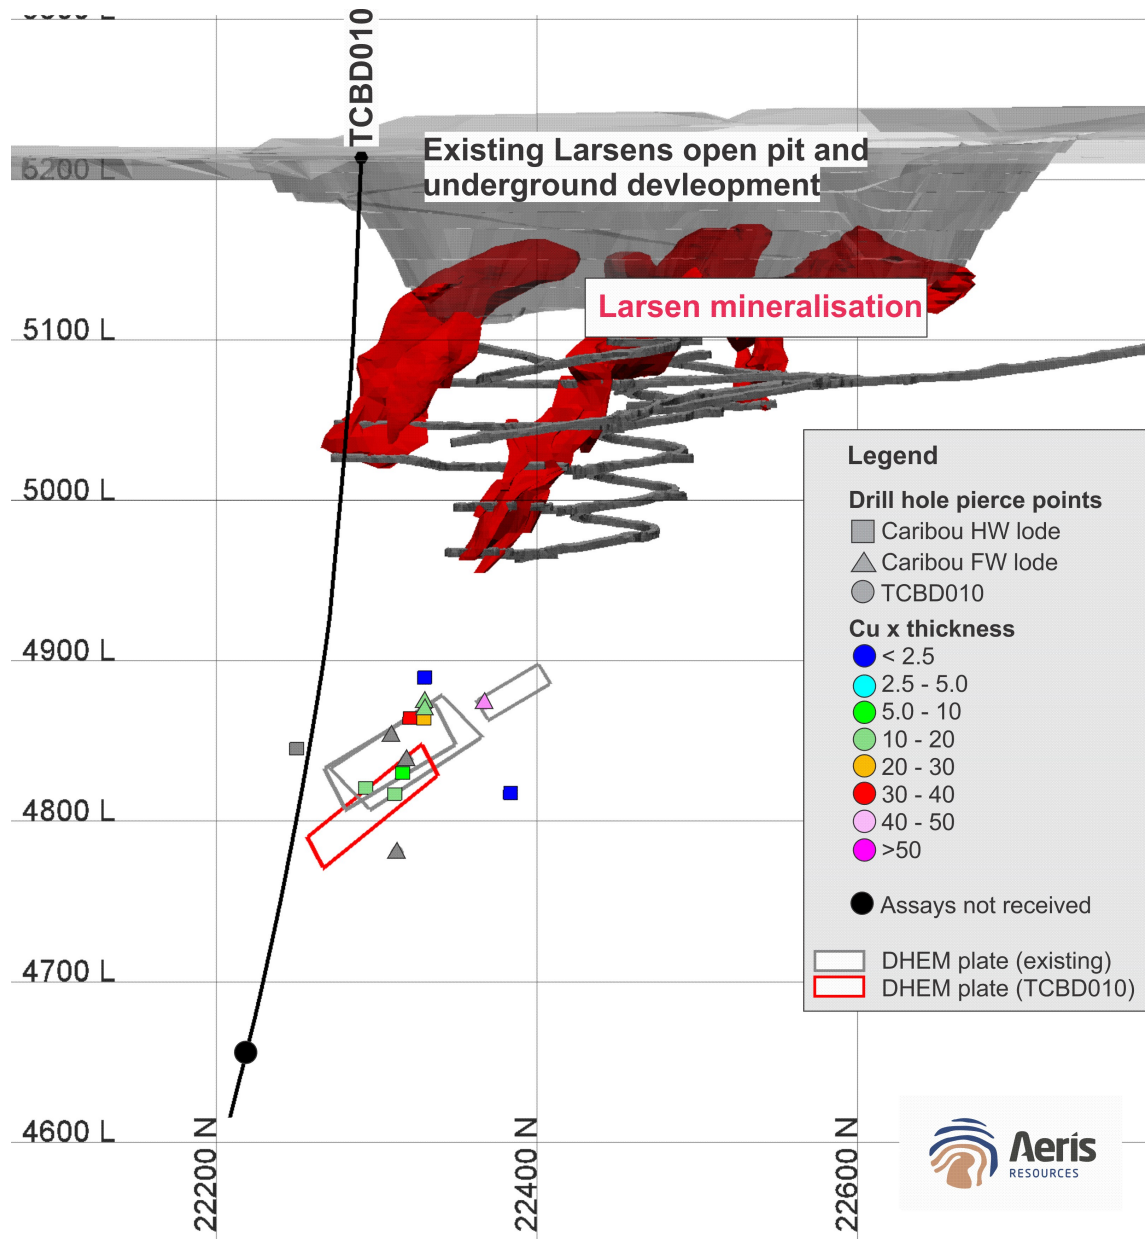 TCBD010
Existing Larsens open pit and
underground devleopment
5200 L
Larsen mineralisation
5100 L
5000 L
4900 L
4800 L
4700 L
4600 L
22200 N
22400 N
22600 N
Legend
Drill hole pierce points
Caribou HW lode
Caribou FW lode
TCBD010
Cu x thickness
< 2.5
2.5 - 5.0
5.0 - 10
10 - 20
20 - 30
30 - 40
40 - 50
>50
Assays not received
DHEM plate (existing)
DHEM plate (TCBD010)
Aeris
RESOURCES